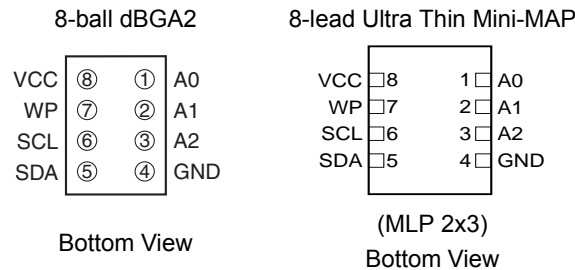 8-ball dBGA2
VCC 8 1 A0
WP 7 2 A1
SCL 6 3 A2
SDA 5 4 GND
Bottom View
8-lead Ultra Thin Mini-MAP
VCC 8 1 A0
WP 7 2 A1
SCL 6 3 A2
SDA 5 4 GND
(MLP 2x3)
Bottom View